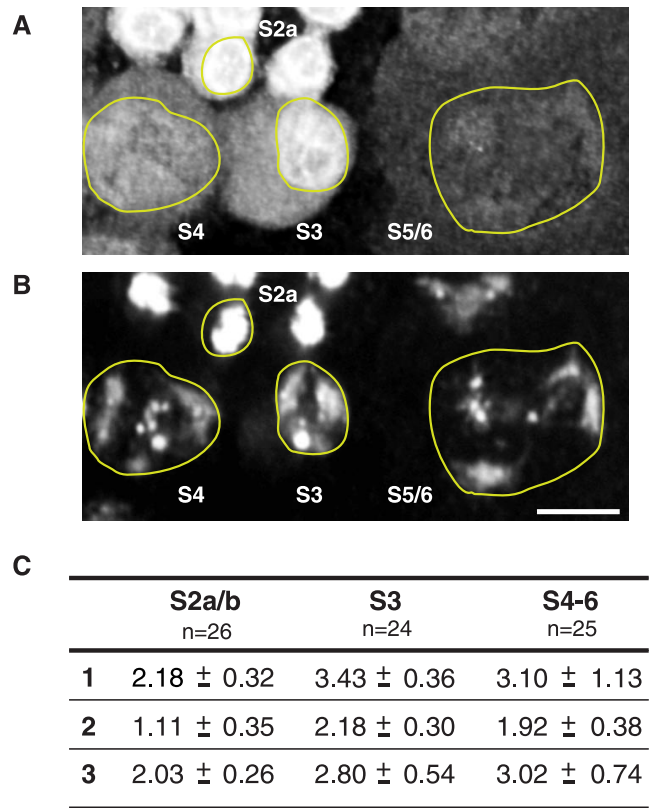 A
S2a
S4 S3 S5/6
B
S2a
S4 S3 S5/6
C
S2a/b S3 S4-6
n=26 n=24 n=25
1 2.18 ± 0.32 3.43 ± 0.36 3.10 ± 1.13
2 1.11 ± 0.35 2.18 ± 0.30 1.92 ± 0.38
3 2.03 ± 0.26 2.80 ± 0.54 3.02 ± 0.74